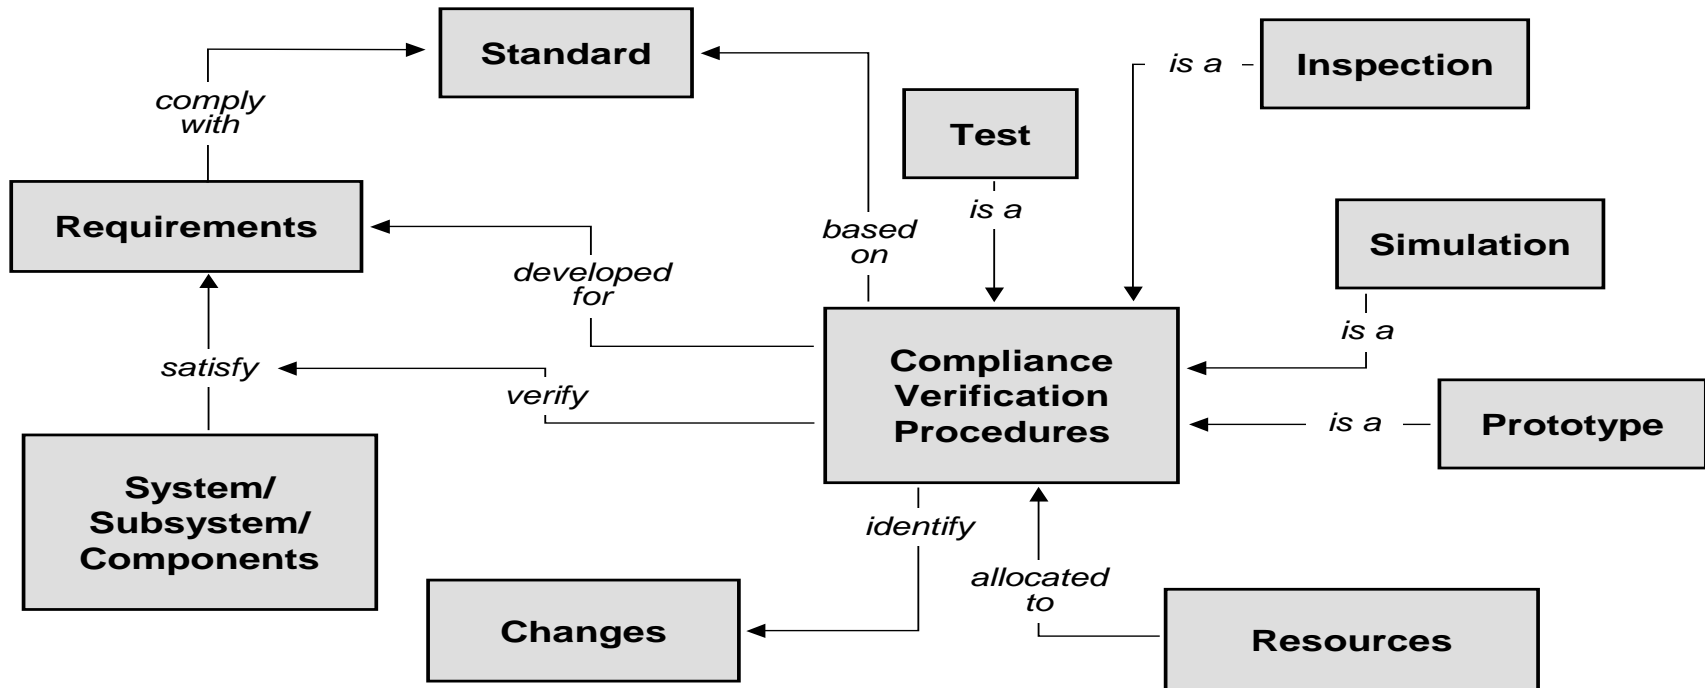 Standard
is a
Inspection
comply
with
Test
Requirements
is a
based
on
Simulation
developed
for
satisfy
verify
Compliance
Verification
Procedures
is a
is a
Prototype
System/
Subsystem/
Components
identify
allocated
to
Changes
Resources